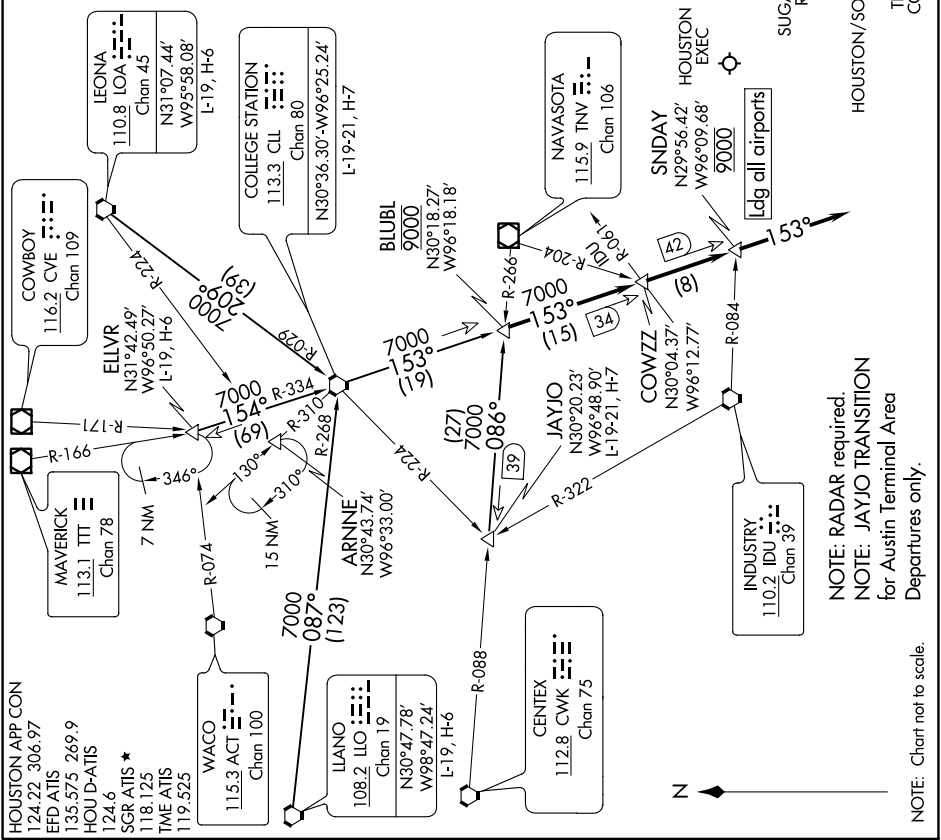 HOUSTON APP CON
124.22 306.97
EFD ATIS
135.575 269.9
HOU D-ATIS
124.6
SGR ATIS ★
118.125
TME ATIS
119.525
MAVERICK
113.1 TTT
Chan 78
COWBOY
116.2 CVE
Chan 109
LEONA
110.8 LOA
Chan 45
N31°07.44'
W95°58.08'
L-19, H-6
R-166
R-171
7 NM
346°
ELLVR
N31°42.49'
W96°50.27'
L-19, H-6
R-224
7000
209°
(39)
R-029
COLLEGE STATION
113.3 CLL
Chan 80
N30°36.30'-W96°25.24'
L-19-21, H-7
WACO
115.3 ACT
Chan 100
R-074
130°
310°
15 NM
7000
154°
(69)
R-334
R-310
R-268
ARNNE
N30°43.74'
W96°33.00'
7000
087°
(123)
LLANO
108.2 LLO
Chan 19
N30°47.78'
W98°47.24'
L-19, H-6
7000
153°
(19)
R-224
BLUBL
9000
N30°18.27'
W96°18.18'
NAVASOTA
115.9 TNV
Chan 106
R-266
R-204
(27)
7000
086°
39
JAYJO
N30°20.23'
W96°48.90'
L-19-21, H-7
R-088
CENTEX
112.8 CWK
Chan 75
7000
153°
(15)
34
IDU
R-061
COWZZ
N30°04.37'
W96°12.77'
42
(8)
SNDAY
N29°56.42'
W96°09.68'
9000
Ldg all airports
153°
R-084
R-322
INDUSTRY
110.2 IDU
Chan 39
HOUSTON
EXEC
SUGA
R
HOUSTON/SO
CO
NOTE: RADAR required.
NOTE: JAYJO TRANSITION
for Austin Terminal Area
Departures only.
N
NOTE: Chart not to scale.